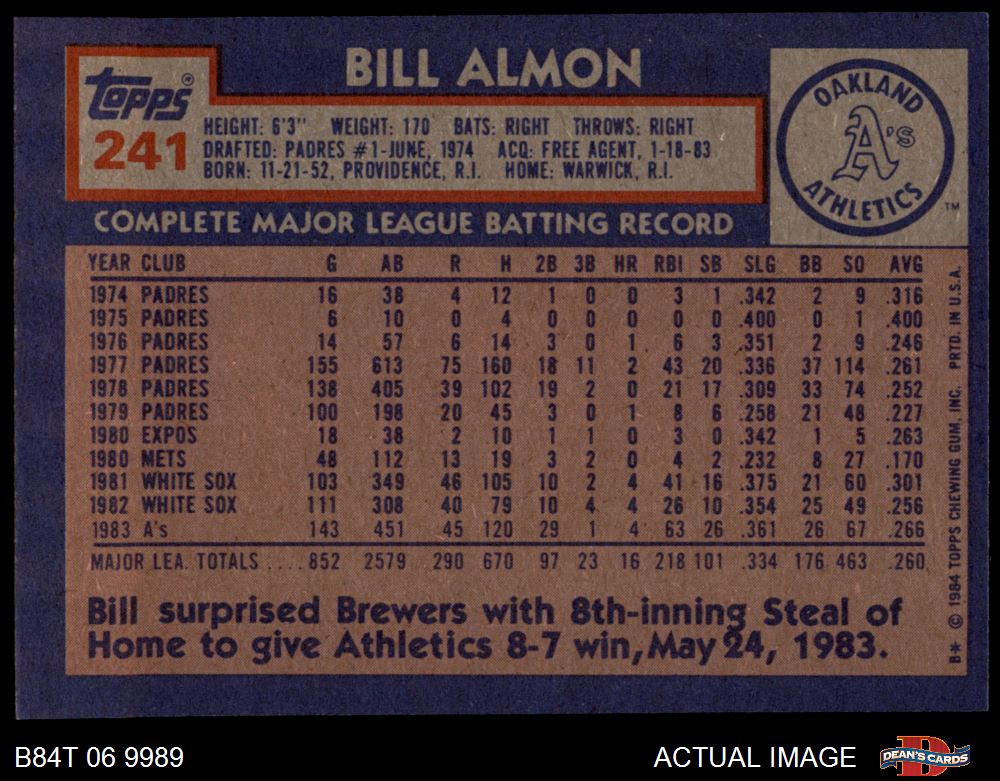 BILL ALMON
Topps®
241
HEIGHT: 6'3" WEIGHT: 170 BATS: RIGHT THROWS: RIGHT
DRAFTED: PADRES #1-JUNE, 1974 ACQ: FREE AGENT, 1-18-83
BORN: 11-21-52, PROVIDENCE, R.I. HOME: WARWICK, R.I.
OAKLAND
A's
ATHLETICS
TM
COMPLETE MAJOR LEAGUE BATTING RECORD
YEAR CLUB G AB R H 2B 3B HR RBI SB SLG BB SO AVG
1974 PADRES 16 38 4 12 1 0 0 3 1 .342 2 9 .316
1975 PADRES 6 10 0 4 0 0 0 0 0 .400 0 1 .400
1976 PADRES 14 57 6 14 3 0 1 6 3 .351 2 9 .246
1977 PADRES 155 613 75 160 18 11 2 43 20 .336 37 114 .261
1978 PADRES 138 405 39 102 19 2 0 21 17 .309 33 74 .252
1979 PADRES 100 198 20 45 3 0 1 8 6 .258 21 48 .227
1980 EXPOS 18 38 2 10 1 1 0 3 0 .342 1 5 .263
1980 METS 48 112 13 19 3 2 0 4 2 .232 8 27 .170
1981 WHITE SOX 103 349 46 105 10 2 4 41 16 .375 21 60 .301
1982 WHITE SOX 111 308 40 79 10 4 4 26 10 .354 25 49 .256
1983 A's 143 451 45 120 29 1 4 63 26 .361 26 67 .266
MAJOR LEA. TOTALS .... 852 2579 290 670 97 23 16 218 101 .334 176 463 .260
Bill surprised Brewers with 8th-inning Steal of
Home to give Athletics 8-7 win, May 24, 1983.
B* © 1984 TOPPS CHEWING GUM, INC. PRTD. IN U.S.A.
B84T 06 9989
ACTUAL IMAGE
DEAN'S CARDS